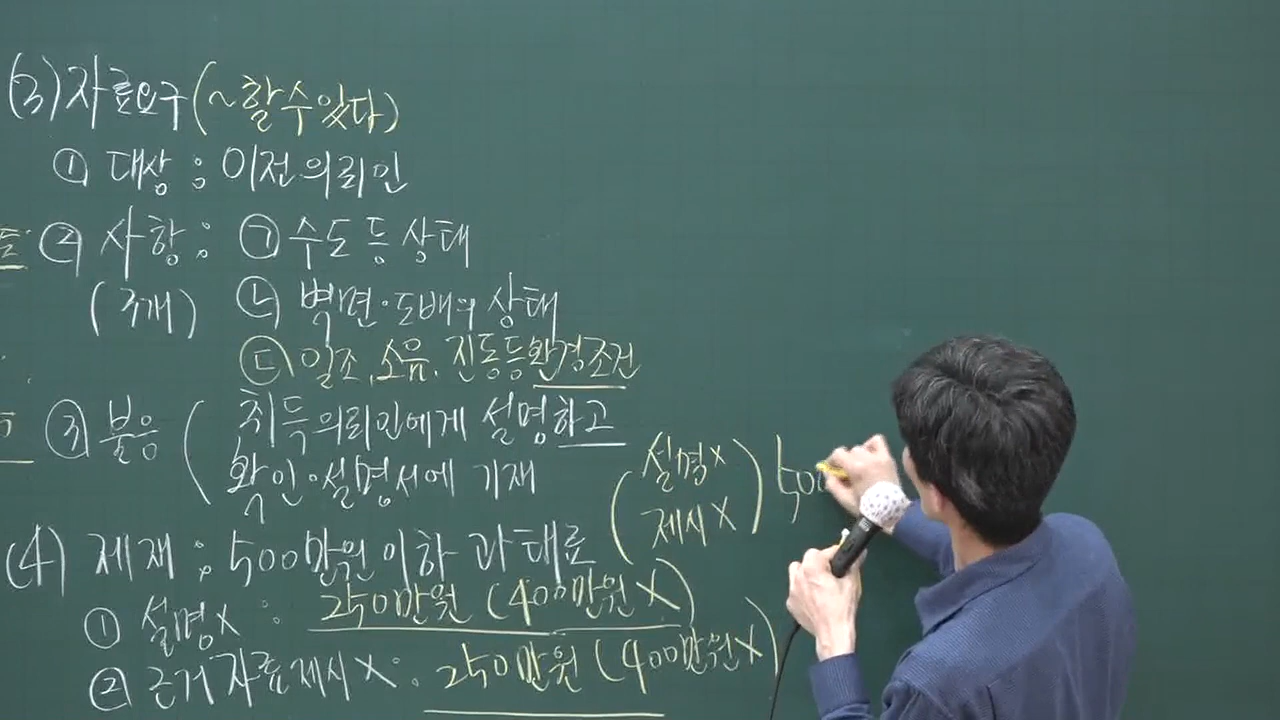 (3) 자료요구 (~할 수 있다)
① 대상 : 이전의뢰인
② 사항 : ㉠ 수도 등 상태
(3개) ㉡ 벽면·도배의 상태
㉢ 일조, 소음, 진동 등 환경조건
③ 불응 ( 취득의뢰인에게 설명하고
확인·설명서에 기재
(4) 제재 : 500만원 이하 과태료 (설명X 제시X) 500
① 설명X : 250만원 (400만원X)
② 근거자료제시X : 250만원 (400만원X)